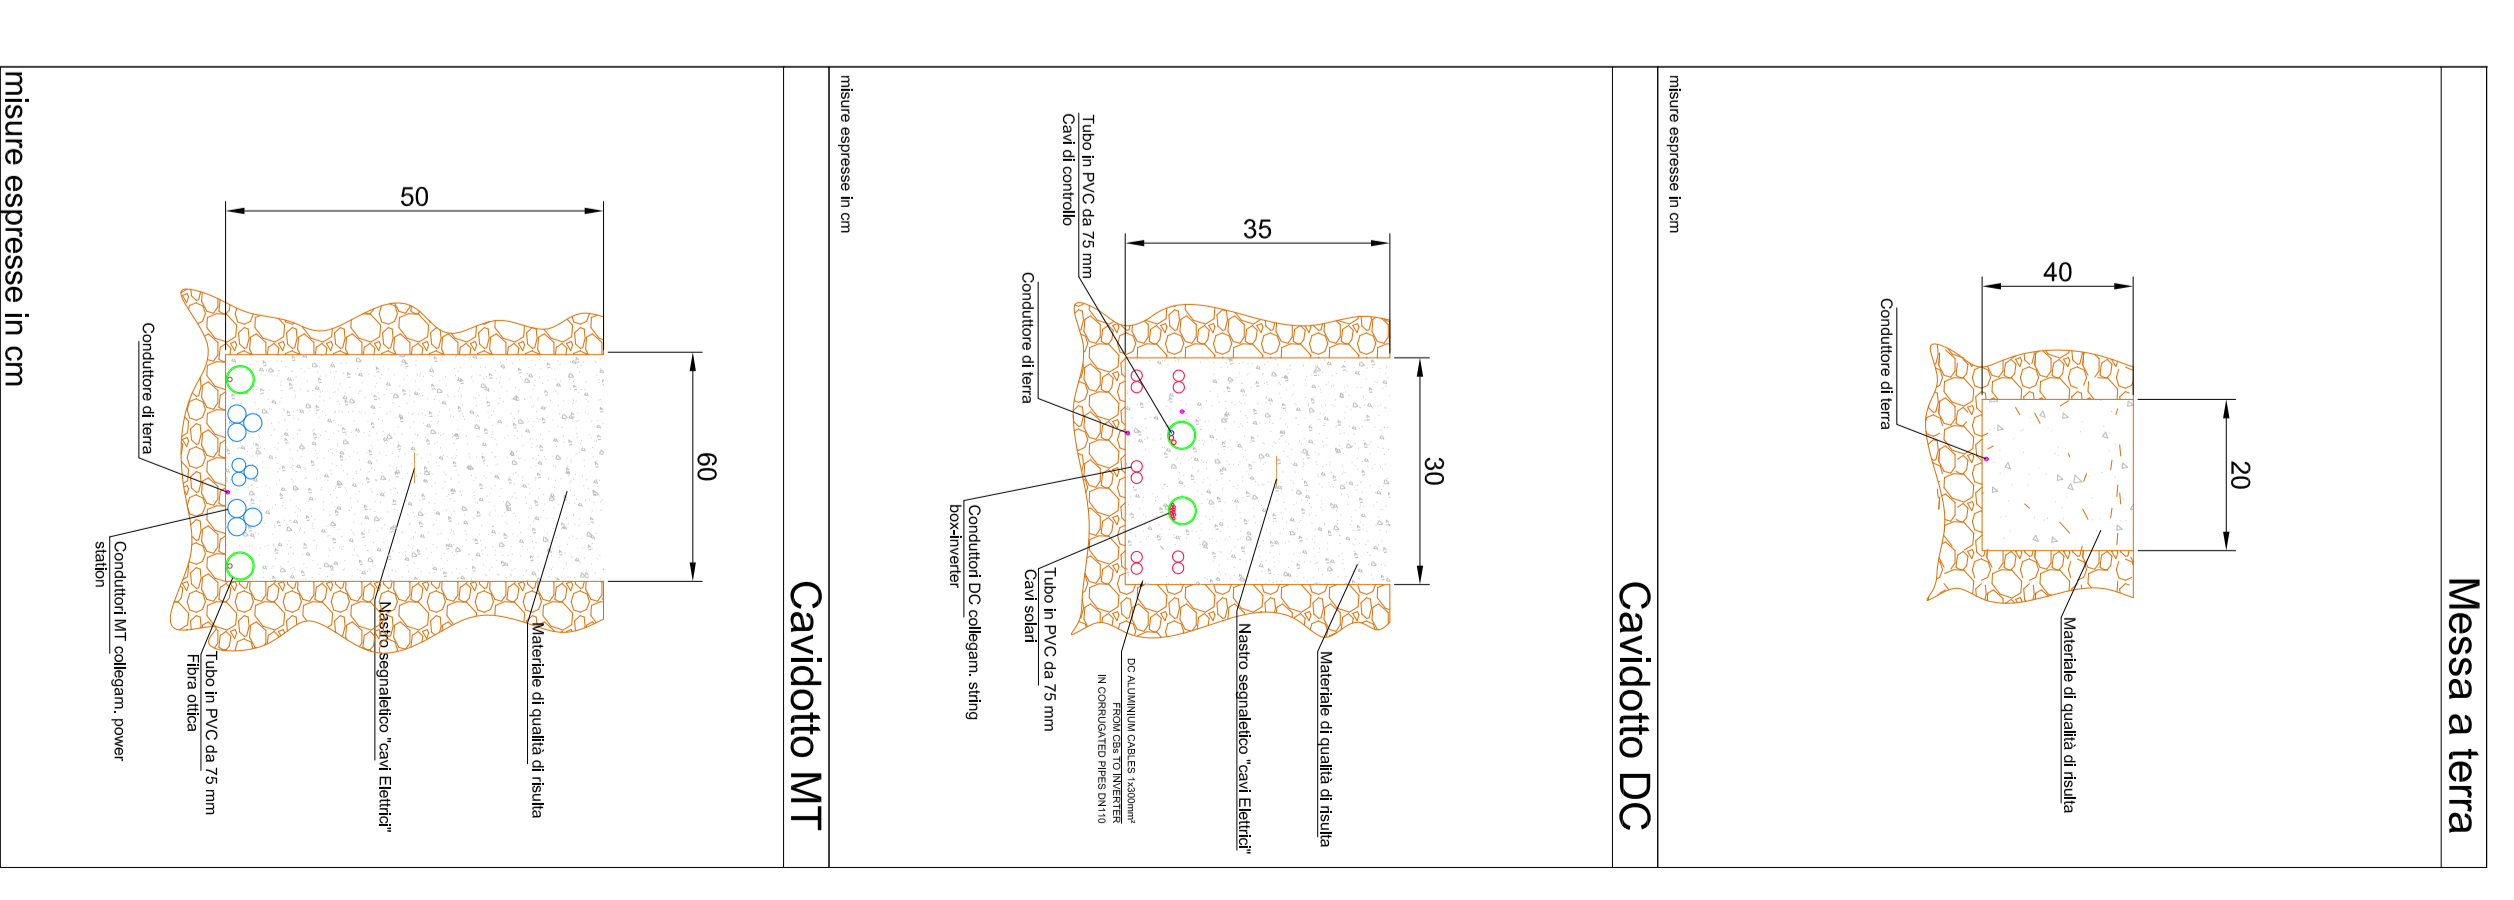 Messa a terra
20
40
Materiale di qualità di risulta
Conduttore di terra
misure espresse in cm
Cavidotto DC
30
35
Materiale di qualità di risulta
Nastro segnaletico "cavi Elettrici"
DC ALUMINIUM CABLES 1x300mm²
FROM CBs TO INVERTER
IN CORRUGATED PIPES DN110
Tubo in PVC da 75 mm
Cavi di controllo
Tubo in PVC da 75 mm
Cavi solari
Conduttore di terra
Conduttori DC collegam. string
box-inverter
misure espresse in cm
Cavidotto MT
60
50
Materiale di qualità di risulta
Nastro segnaletico "cavi Elettrici"
Tubo in PVC da 75 mm
Fibra ottica
Conduttore di terra
Conduttori MT collegam. power
station
misure espresse in cm